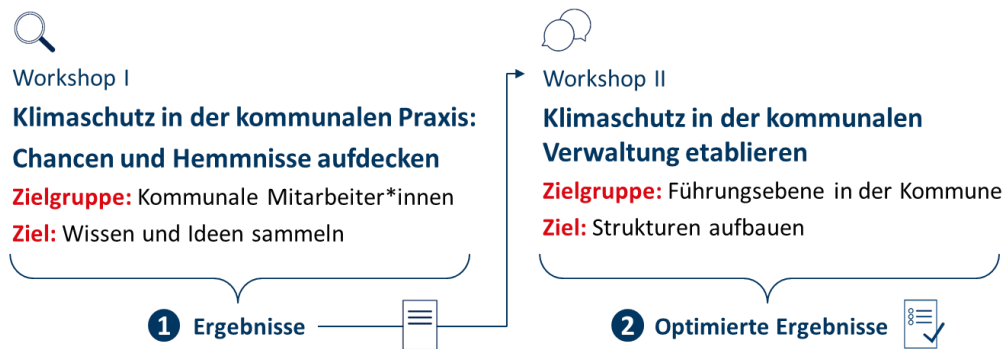 Workshop I
Klimaschutz in der kommunalen Praxis:
Chancen und Hemmnisse aufdecken
Zielgruppe: Kommunale Mitarbeiter*innen
Ziel: Wissen und Ideen sammeln
1 Ergebnisse
Workshop II
Klimaschutz in der kommunalen
Verwaltung etablieren
Zielgruppe: Führungsebene in der Kommune
Ziel: Strukturen aufbauen
2 Optimierte Ergebnisse